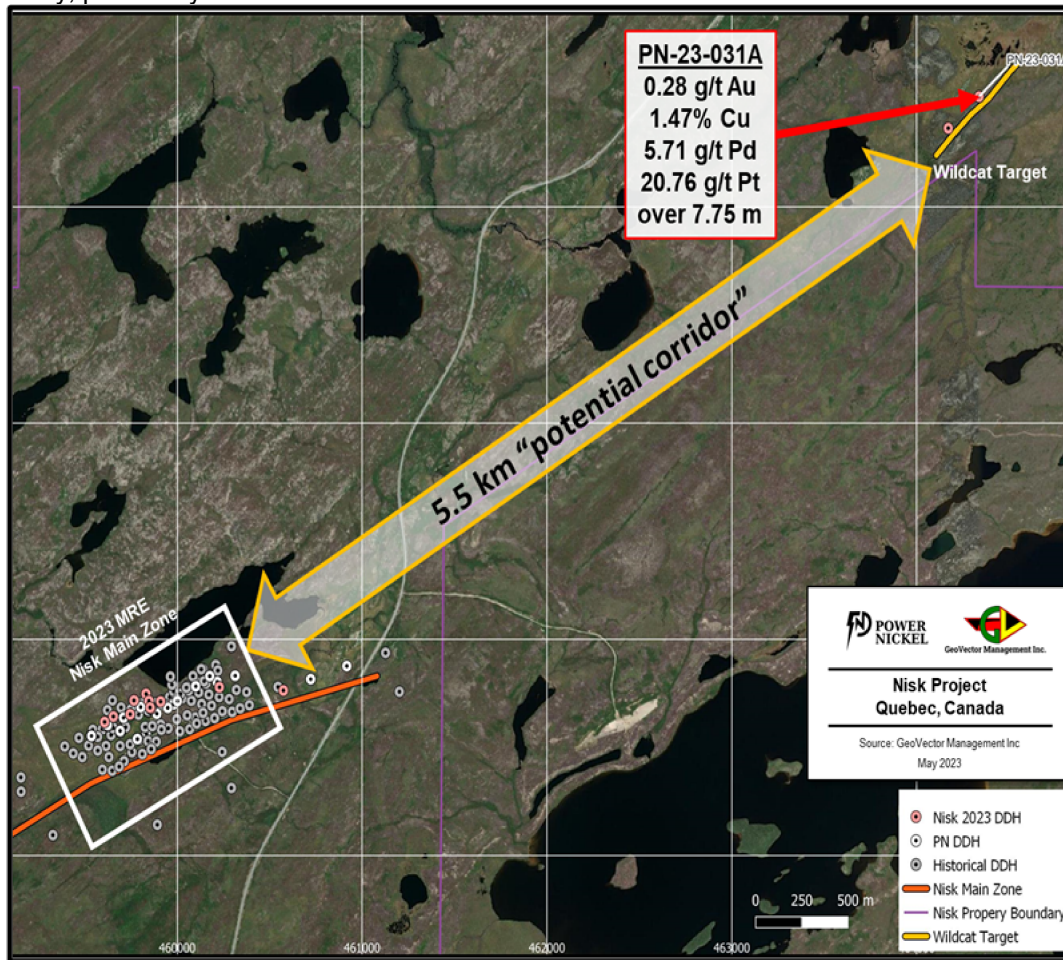 PN-23-031A
0.28 g/t Au
1.47% Cu
5.71 g/t Pd
20.76 g/t Pt
over 7.75 m
PN-23-031A
Wildcat Target
5.5 km “potential corridor”
2023 MRE
Nisk Main Zone
POWER
NICKEL
GeoVector Management Inc.
Nisk Project
Quebec, Canada
Source: GeoVector Management Inc
May 2023
Nisk 2023 DDH
PN DDH
Historical DDH
Nisk Main Zone
Nisk Propery Boundary
Wildcat Target
0 250 500 m
460000 461000 462000 463000